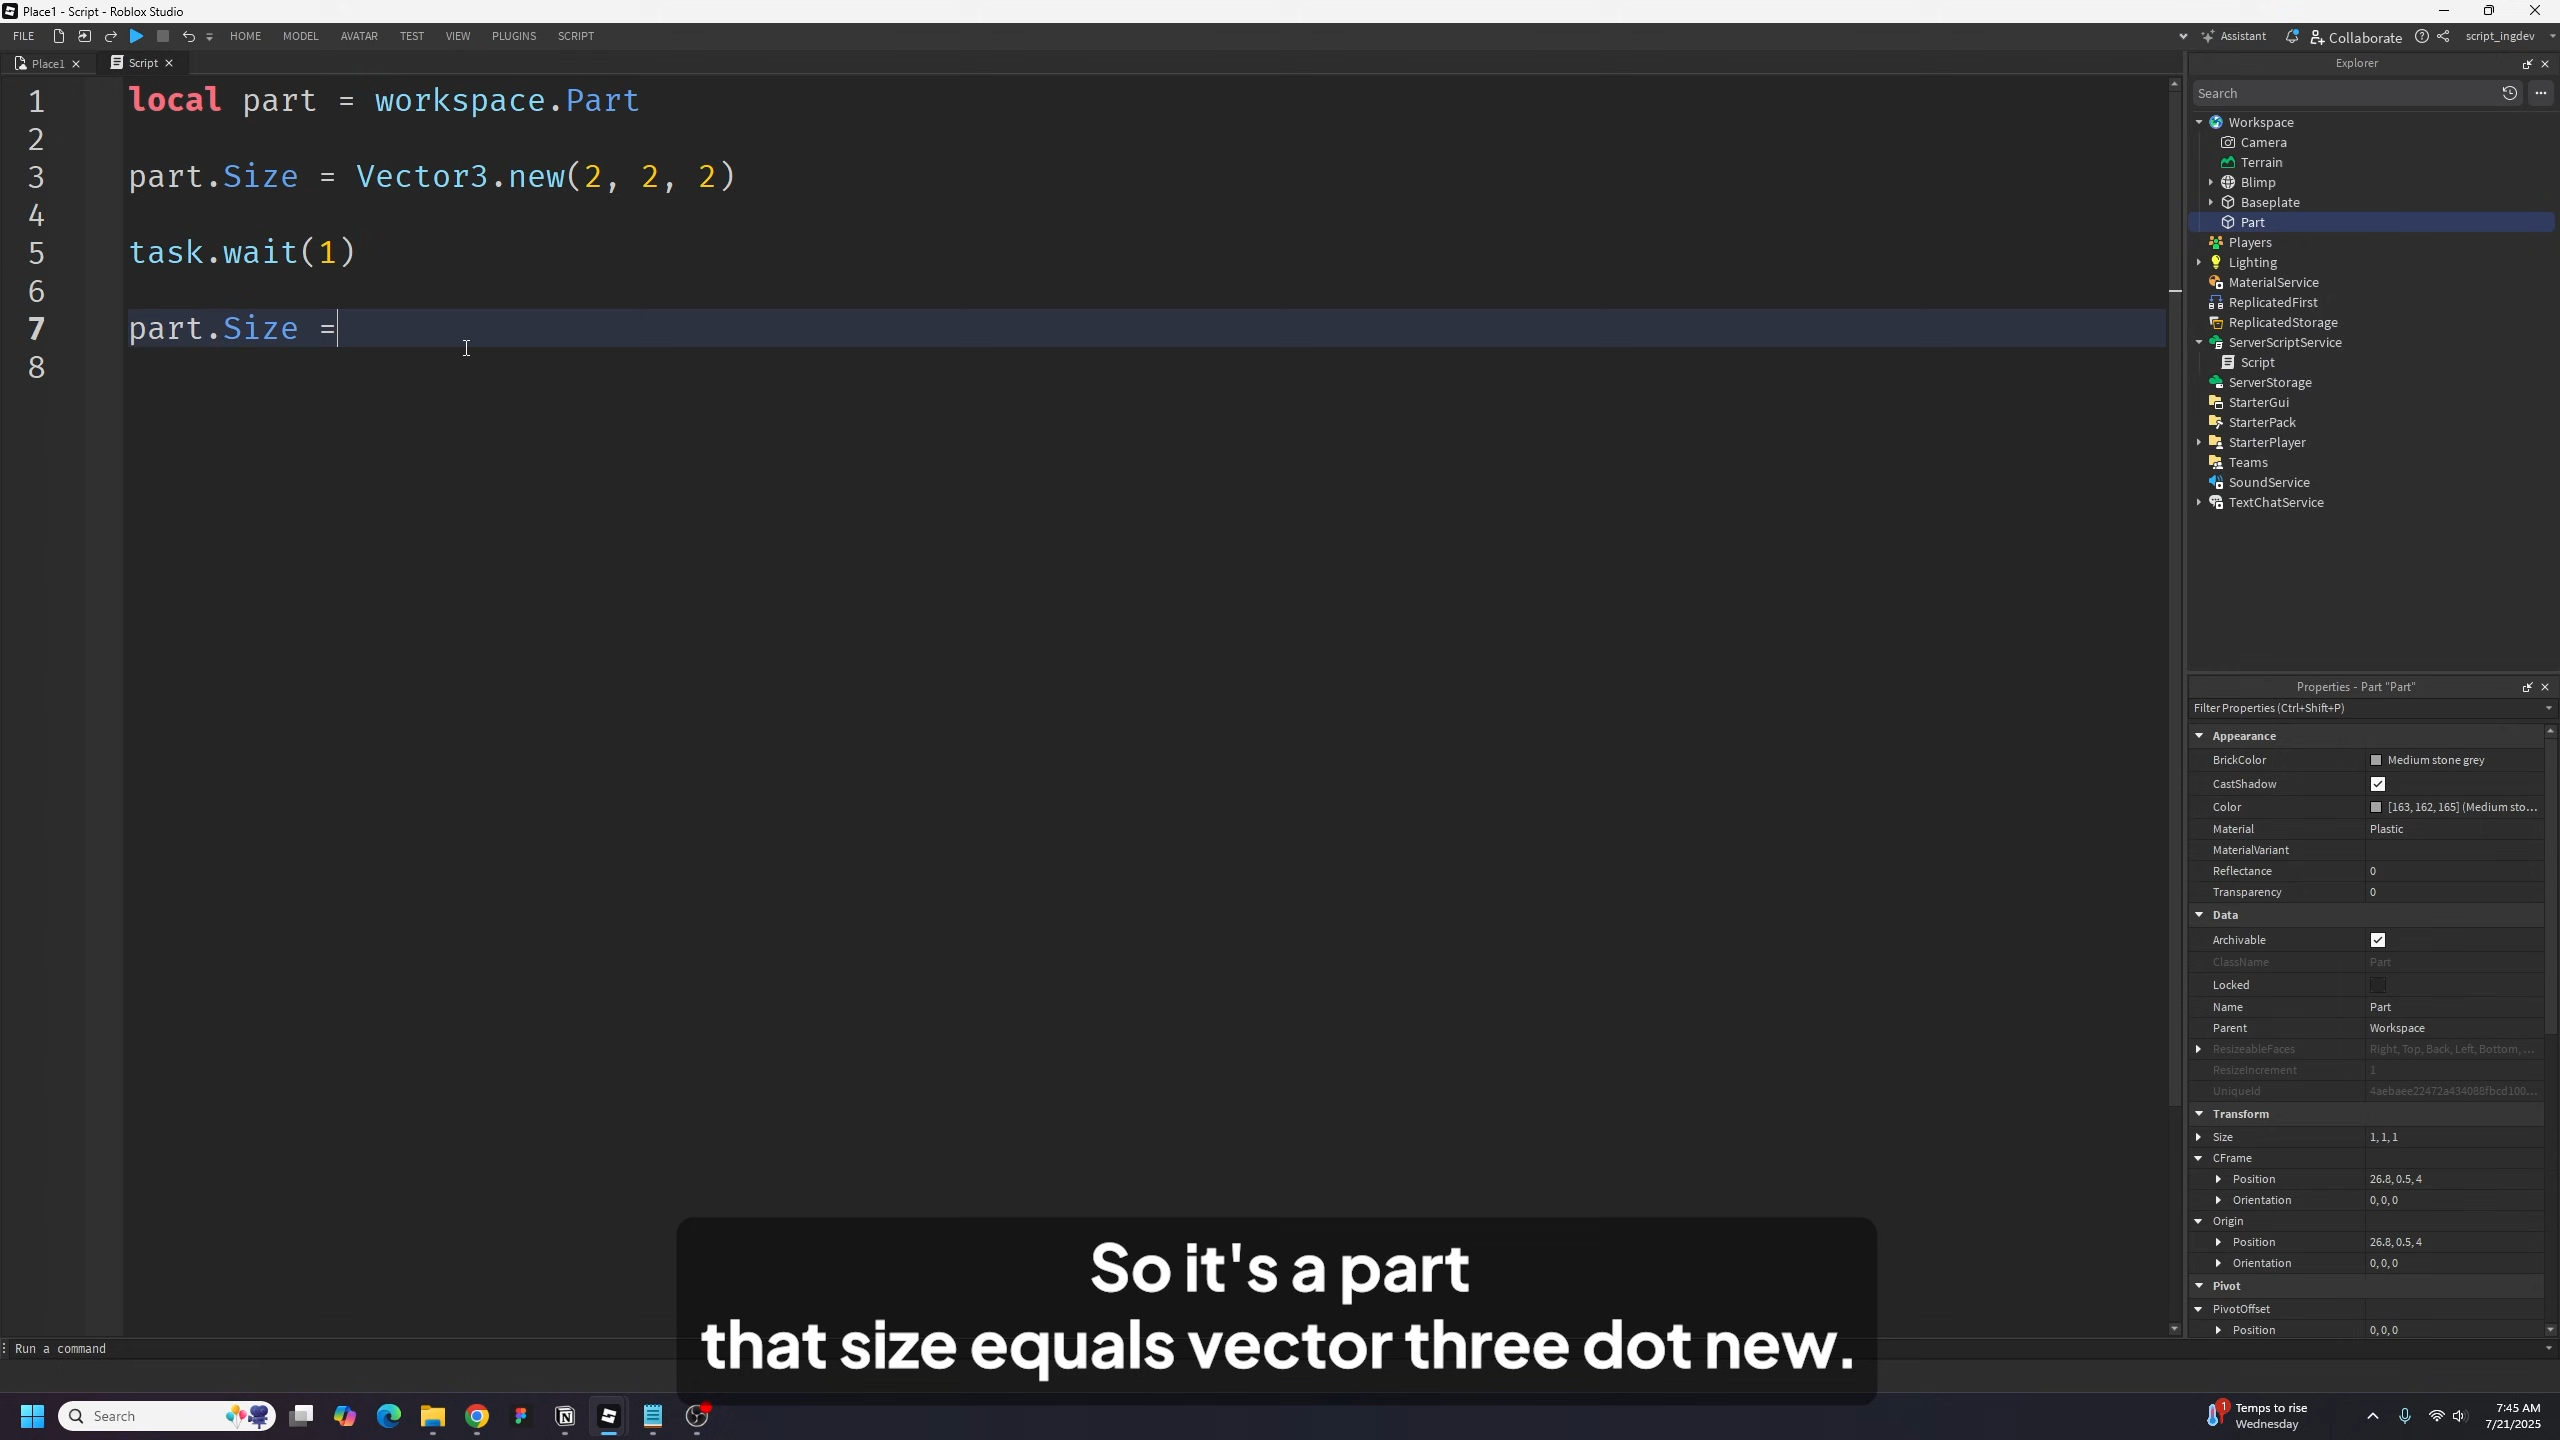 Place1 - Script - Roblox Studio
FILE HOME MODEL AVATAR TEST VIEW PLUGINS SCRIPT Assistant Collaborate script_ingdev
Place1 Script
1 local part = workspace.Part
2
3 part.Size = Vector3.new(2, 2, 2)
4
5 task.wait(1)
6
7 part.Size =
8
Explorer
Search
Workspace
Camera
Terrain
Blimp
Baseplate
Part
Players
Lighting
MaterialService
ReplicatedFirst
ReplicatedStorage
ServerScriptService
Script
ServerStorage
StarterGui
StarterPack
StarterPlayer
Teams
SoundService
TextChatService
Properties - Part "Part"
Filter Properties (Ctrl+Shift+P)
Appearance
BrickColor Medium stone grey
CastShadow
Color [163, 162, 165] (Medium sto...
Material Plastic
MaterialVariant
Reflectance 0
Transparency 0
Data
Archivable
ClassName Part
Locked
Name Part
Parent Workspace
ResizeableFaces Right, Top, Back, Left, Bottom, ...
ResizeIncrement 1
UniqueId 4aebaee22472a434088fbcd100...
Transform
Size 1, 1, 1
CFrame
Position 26.8, 0.5, 4
Orientation 0, 0, 0
Origin
Position 26.8, 0.5, 4
Orientation 0, 0, 0
Pivot
PivotOffset
Position 0, 0, 0
So it's a part
that size equals vector three dot new.
Run a command
Search
1 Temps to rise
Wednesday
7:45 AM
7/21/2025